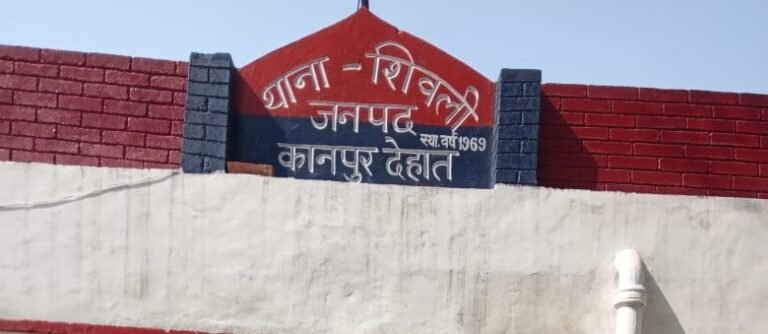 थाना - शिवली
जनपद
स्था. वर्ष 1969
कानपुर देहात